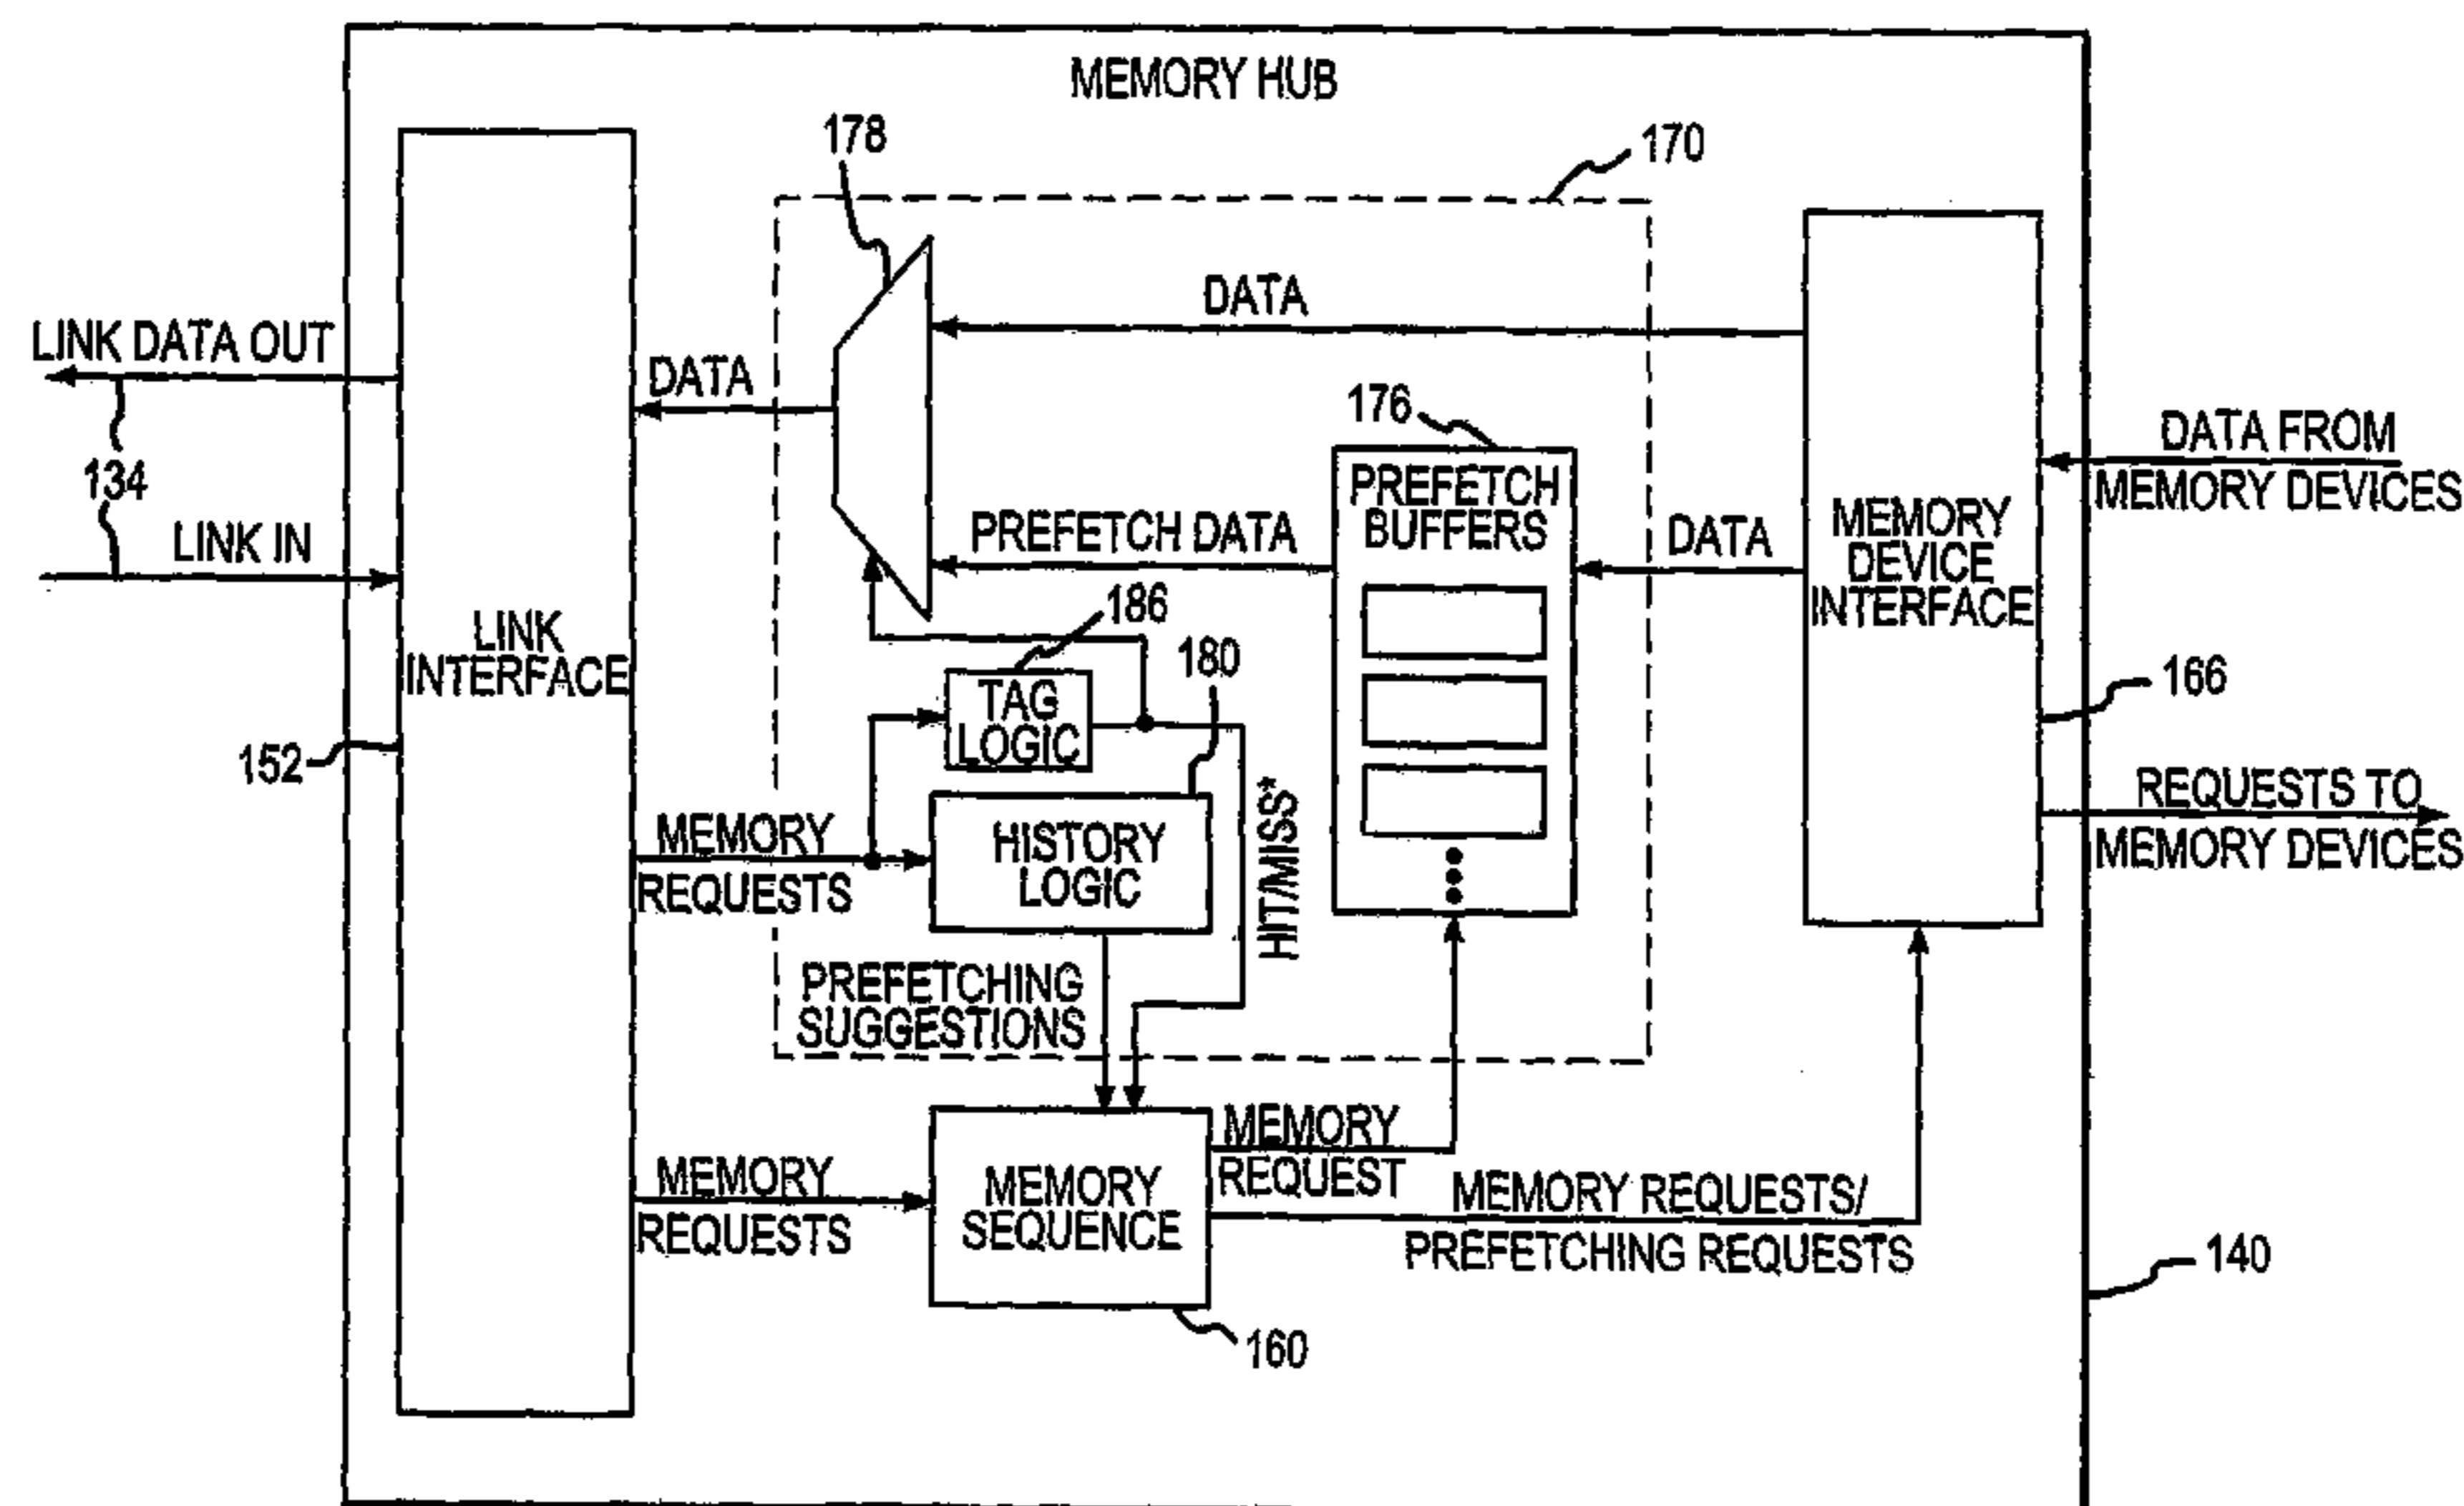 MEMORY HUB
178
170
LINK DATA OUT
DATA
DATA
176
DATA FROM
MEMORY DEVICES
134
LINK IN
PREFETCH DATA
PREFETCH
BUFFERS
DATA
MEMORY
DEVICE
INTERFACE
LINK
INTERFACE
186
180
166
TAG
LOGIC
152
HIT/MISS*
REQUESTS TO
MEMORY DEVICES
MEMORY
REQUESTS
HISTORY
LOGIC
PREFETCHING
SUGGESTIONS
MEMORY
REQUESTS
MEMORY
SEQUENCE
MEMORY
REQUEST
MEMORY REQUESTS/
PREFETCHING REQUESTS
140
160